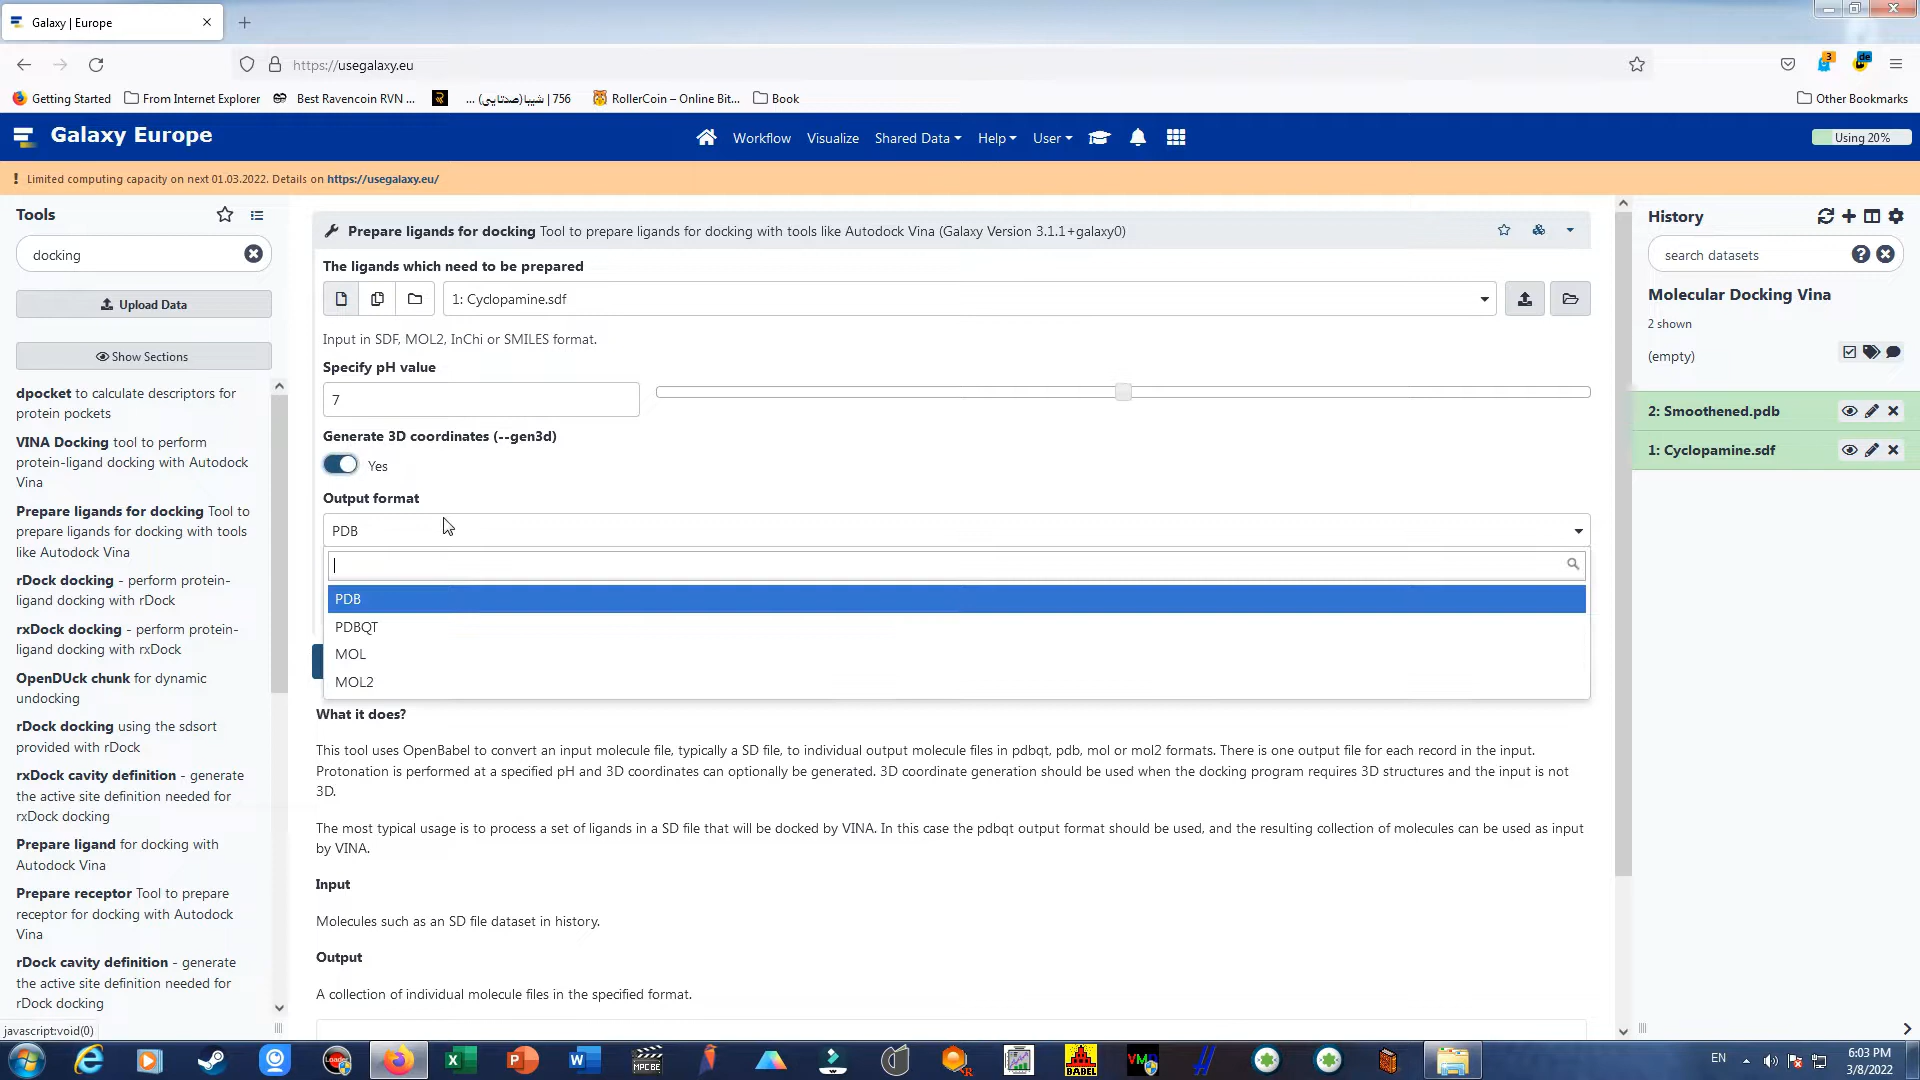 Galaxy | Europe
https://usegalaxy.eu
3
de
Getting Started
From Internet Explorer
Best Ravencoin RVN ...
... شیبا(صدتایی) | 756
RollerCoin – Online Bit...
Book
Other Bookmarks
Galaxy Europe
Workflow
Visualize
Shared Data
Help
User
Using 20%
! Limited computing capacity on next 01.03.2022. Details on https://usegalaxy.eu/
Tools
docking
Upload Data
Show Sections
dpocket to calculate descriptors for
protein pockets
VINA Docking tool to perform
protein-ligand docking with Autodock
Vina
Prepare ligands for docking Tool to
prepare ligands for docking with tools
like Autodock Vina
rDock docking - perform protein-
ligand docking with rDock
rxDock docking - perform protein-
ligand docking with rxDock
OpenDUck chunk for dynamic
undocking
rDock docking using the sdsort
provided with rDock
rxDock cavity definition - generate
the active site definition needed for
rxDock docking
Prepare ligand for docking with
Autodock Vina
Prepare receptor Tool to prepare
receptor for docking with Autodock
Vina
rDock cavity definition - generate
the active site definition needed for
rDock docking
javascript:void(0)
Prepare ligands for docking Tool to prepare ligands for docking with tools like Autodock Vina (Galaxy Version 3.1.1+galaxy0)
The ligands which need to be prepared
1: Cyclopamine.sdf
Input in SDF, MOL2, InChi or SMILES format.
Specify pH value
7
Generate 3D coordinates (--gen3d)
Yes
Output format
PDB
PDB
PDBQT
MOL
MOL2
What it does?
This tool uses OpenBabel to convert an input molecule file, typically a SD file, to individual output molecule files in pdbqt, pdb, mol or mol2 formats. There is one output file for each record in the input.
Protonation is performed at a specified pH and 3D coordinates can optionally be generated. 3D coordinate generation should be used when the docking program requires 3D structures and the input is not
3D.
The most typical usage is to process a set of ligands in a SD file that will be docked by VINA. In this case the pdbqt output format should be used, and the resulting collection of molecules can be used as input
by VINA.
Input
Molecules such as an SD file dataset in history.
Output
A collection of individual molecule files in the specified format.
History
search datasets
Molecular Docking Vina
2 shown
(empty)
2: Smoothened.pdb
1: Cyclopamine.sdf
Loader
MPC BE
R
BABEL
VMD
EN
6:03 PM
3/8/2022